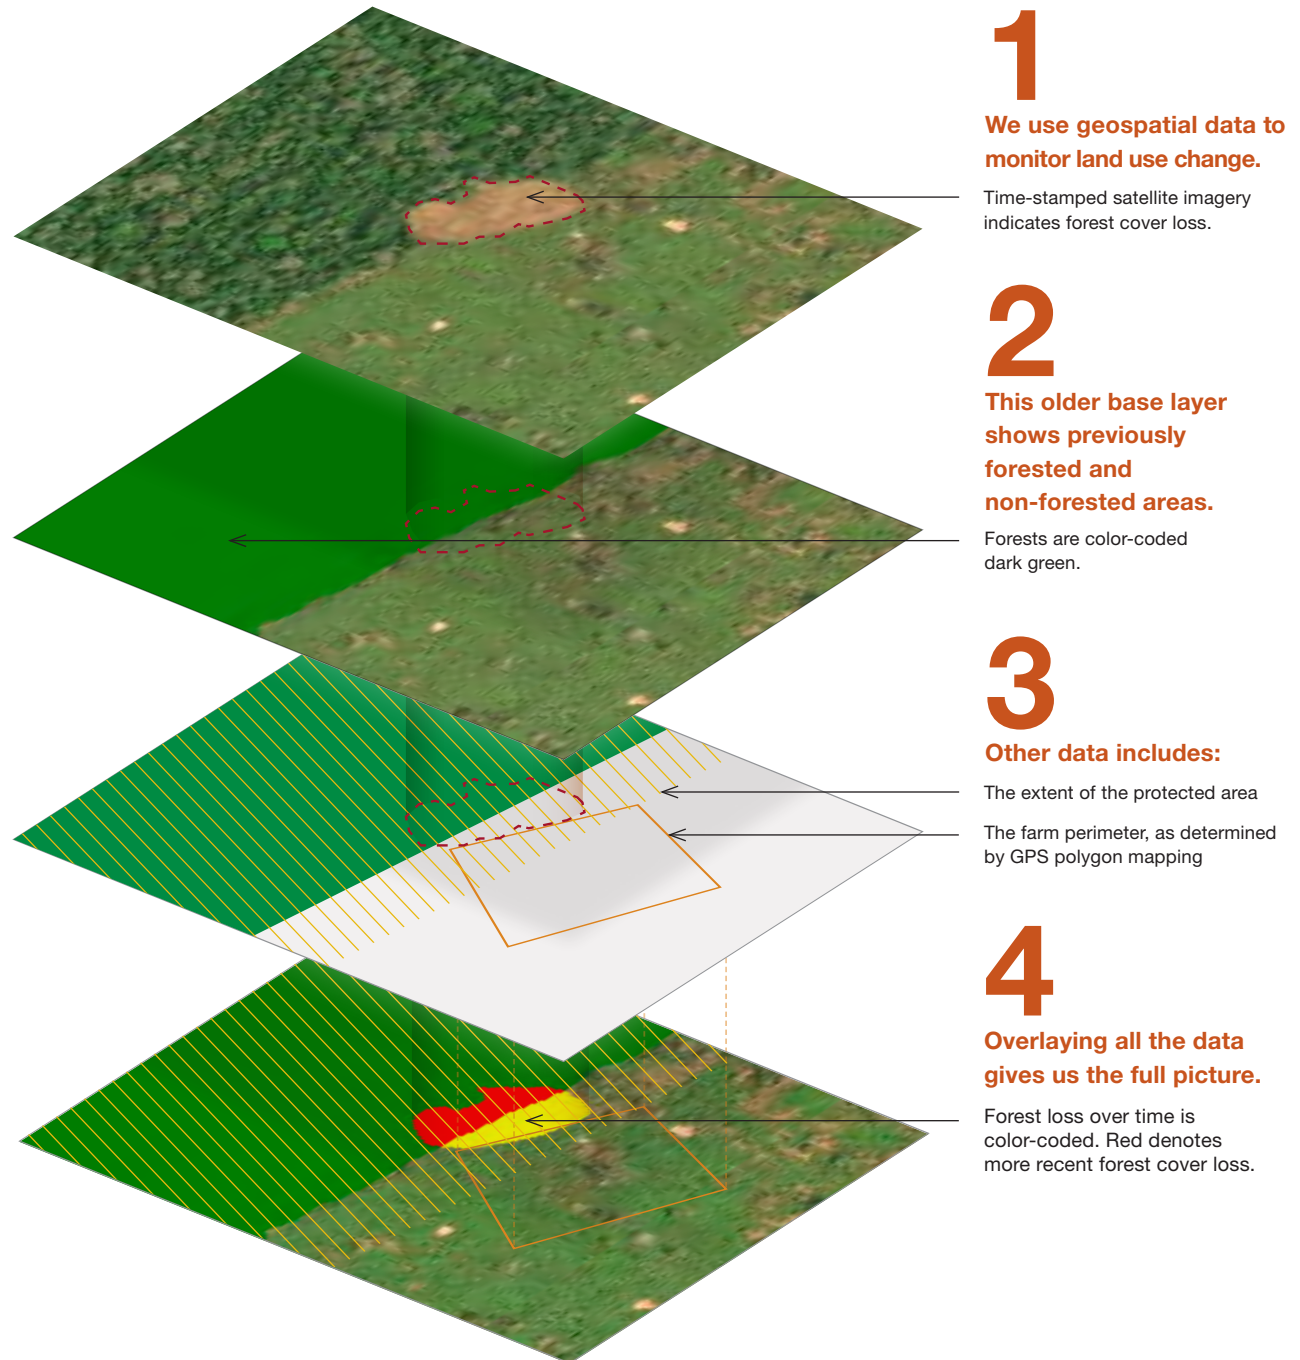 1
We use geospatial data to
monitor land use change.
Time-stamped satellite imagery
indicates forest cover loss.
2
This older base layer
shows previously
forested and
non-forested areas.
Forests are color-coded
dark green.
3
Other data includes:
The extent of the protected area
The farm perimeter, as determined
by GPS polygon mapping
4
Overlaying all the data
gives us the full picture.
Forest loss over time is
color-coded. Red denotes
more recent forest cover loss.